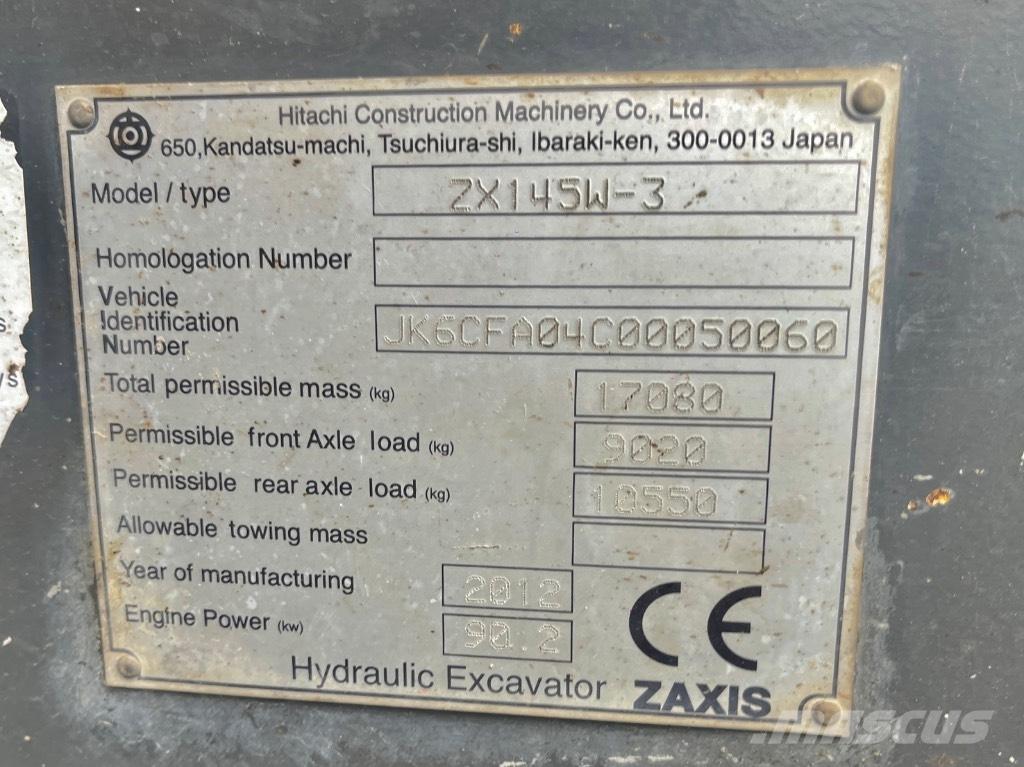 Hitachi Construction Machinery Co., Ltd.
650,Kandatsu-machi, Tsuchiura-shi, Ibaraki-ken, 300-0013 Japan
Model / type ZX145W-3
Homologation Number
Vehicle
Identification
Number JK6CFA04C00050060
Total permissible mass (kg) 17080
Permissible front Axle load (kg) 9020
Permissible rear axle load (kg) 10550
Allowable towing mass
Year of manufacturing 2012
Engine Power (kw) 90.2
CE
Hydraulic Excavator ZAXIS
MASCUS